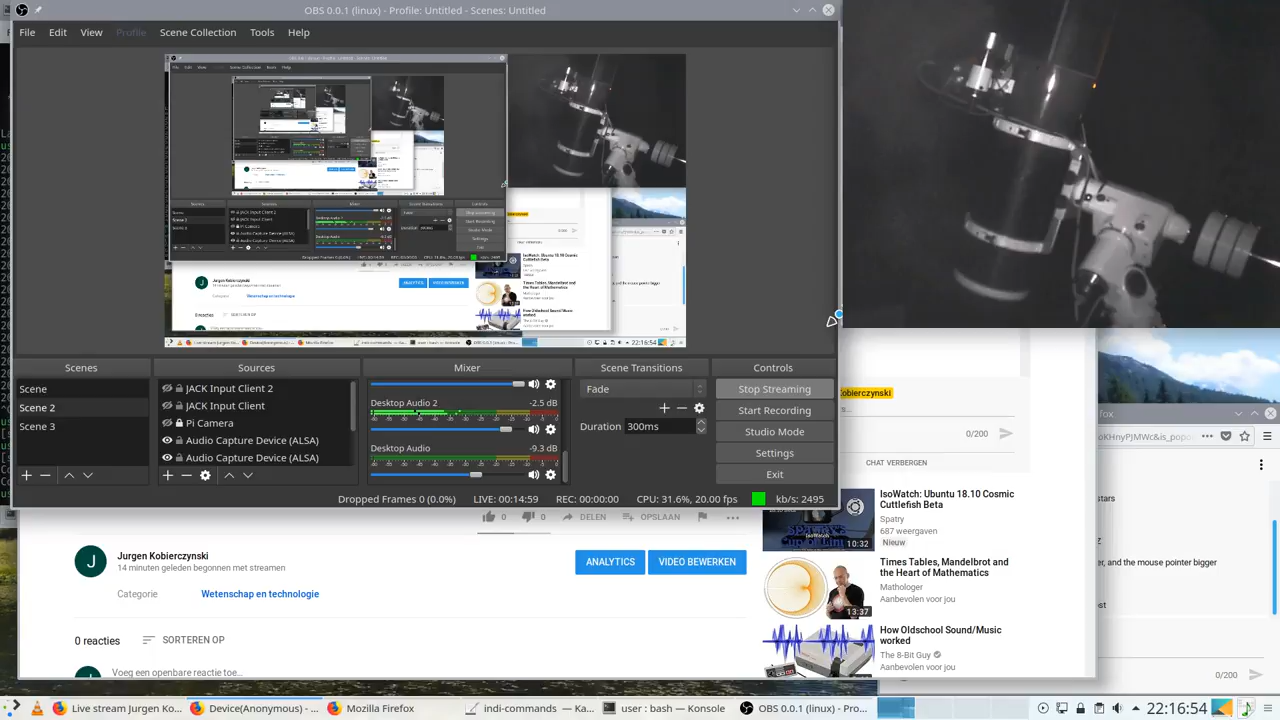 OBS 0.0.1 (linux) - Profile: Untitled - Scenes: Untitled
File Edit View Profile Scene Collection Tools Help
Scenes
Scene
Scene 2
Scene 3
Sources
JACK Input Client 2
JACK Input Client
Pi Camera
Audio Capture Device (ALSA)
Audio Capture Device (ALSA)
Mixer
Desktop Audio 2 -2.5 dB
Desktop Audio -9.3 dB
Scene Transitions
Fade
Duration 300ms
Controls
Stop Streaming
Start Recording
Studio Mode
Settings
Exit
Dropped Frames 0 (0.0%) LIVE: 00:14:59 REC: 00:00:00 CPU: 31.6%, 20.00 fps kb/s: 2495
0 0 DELEN OPSLAAN
Jurgen Kobierczynski
14 minuten geleden begonnen met streamen
ANALYTICS VIDEO BEWERKEN
Categorie Wetenschap en technologie
0 reacties SORTEREN OP
Voeg een openbare reactie toe...
Kobierczynski
0/200
CHAT VERBERGEN
IsoWatch: Ubuntu 18.10 Cosmic
Cuttlefish Beta
Spatry
687 weergaven
Nieuw
10:32
Times Tables, Mandelbrot and
the Heart of Mathematics
Mathologer
Aanbevolen voor jou
13:37
How Oldschool Sound/Music
worked
The 8-Bit Guy
Aanbevolen voor jou
oKHnyPJMWc&is_popo
stars
er, and the mouse pointer bigger
0/200
Live stream Jurgen Ko... Device(Anonymous) - ... Mozilla Firefox indi-commands — Ka... user : bash — Konsole OBS 0.0.1 (linux) - Pro... 22:16:54